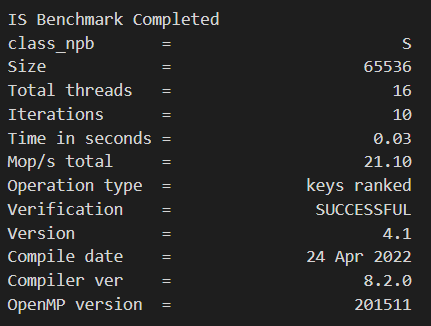 IS Benchmark Completed
class_npb = S
Size = 65536
Total threads = 16
Iterations = 10
Time in seconds = 0.03
Mop/s total = 21.10
Operation type = keys ranked
Verification = SUCCESSFUL
Version = 4.1
Compile date = 24 Apr 2022
Compiler ver = 8.2.0
OpenMP version = 201511